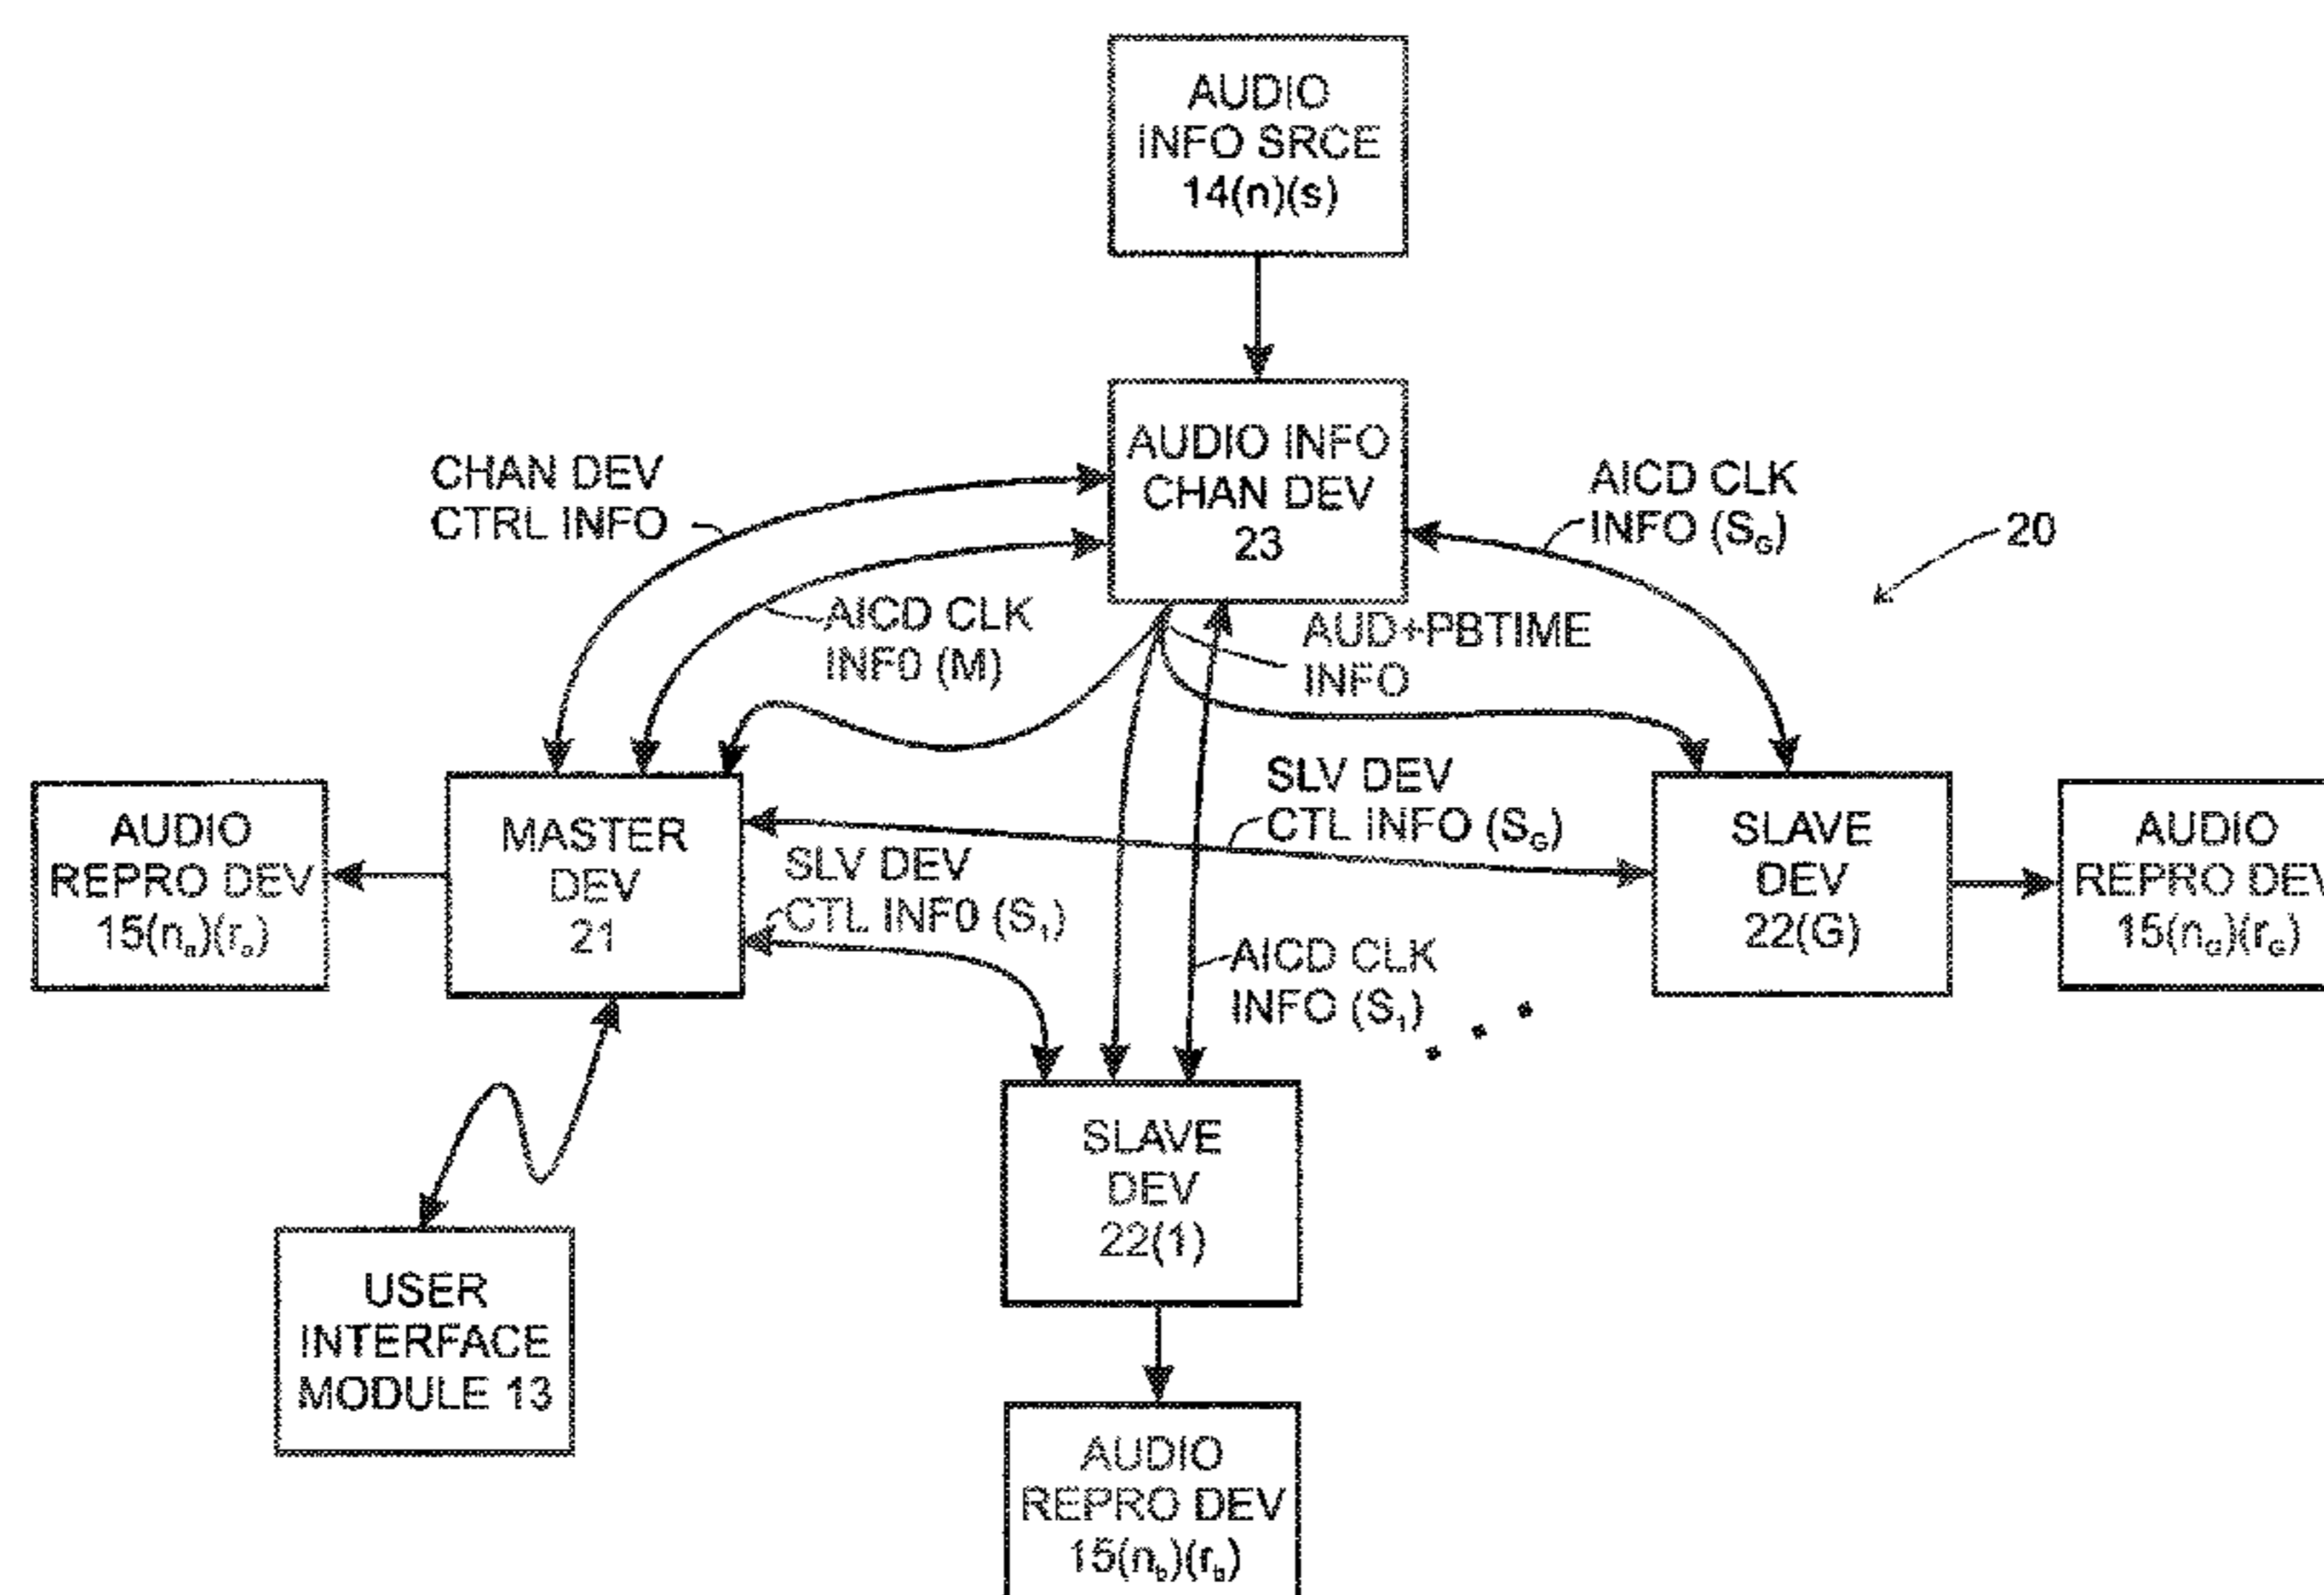 AUDIO
INFO SRCE
14(n)(s)
AUDIO INFO
CHAN DEV
23
CHAN DEV
CTRL INFO
AICD CLK
INFO (S_G)
20
AICD CLK
INF0 (M)
AUD+PBTIME
INFO
SLV DEV
CTL INFO (S_G)
AUDIO
REPRO DEV
15(n_a)(r_a)
MASTER
DEV
21
SLV DEV
CTL INF0 (S_1)
SLAVE
DEV
22(G)
AUDIO
REPRO DEV
15(n_G)(r_G)
AICD CLK
INFO (S_1)
SLAVE
DEV
22(1)
USER
INTERFACE
MODULE 13
AUDIO
REPRO DEV
15(n_b)(r_b)